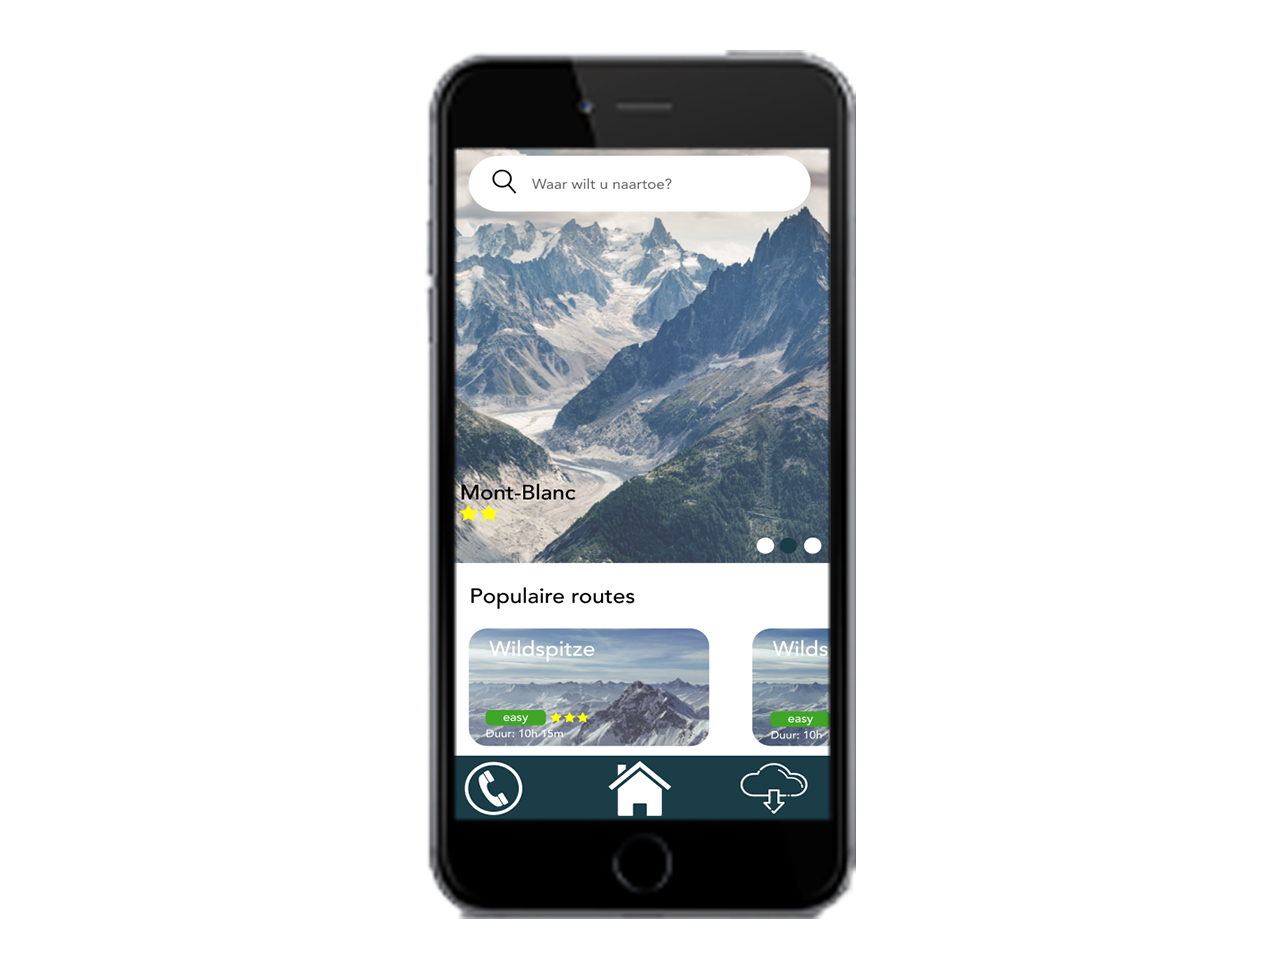 Waar wilt u naartoe?
Mont-Blanc
Populaire routes
Wildspitze
easy
Duur: 10h 15m
Wilds
easy
Duur: 10h